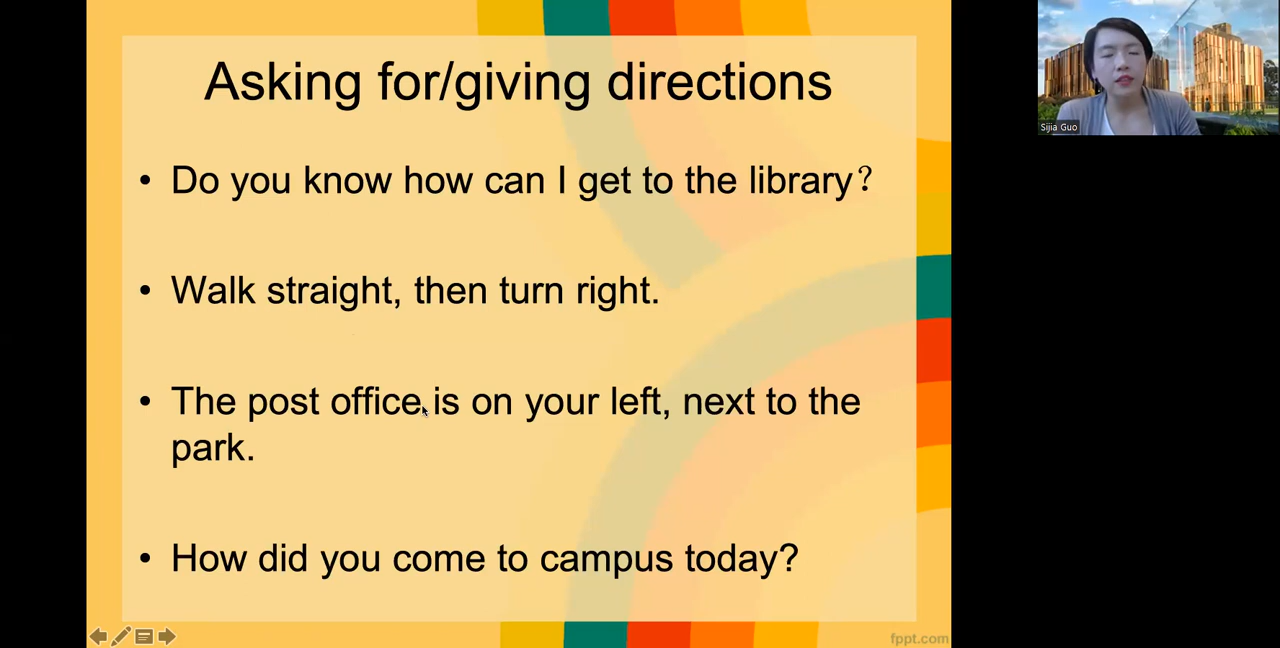 Asking for/giving directions
• Do you know how can I get to the library？
• Walk straight, then turn right.
• The post office is on your left, next to the
park.
• How did you come to campus today?
fppt.com
Sijia Guo